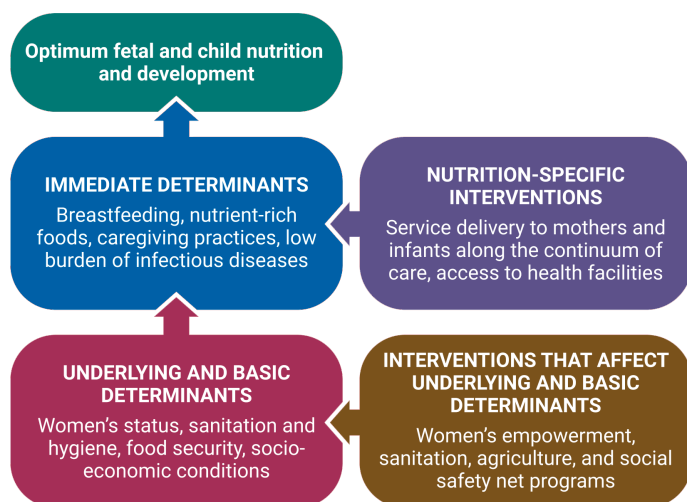 Optimum fetal and child nutrition
and development
IMMEDIATE DETERMINANTS
Breastfeeding, nutrient-rich
foods, caregiving practices, low
burden of infectious diseases
NUTRITION-SPECIFIC
INTERVENTIONS
Service delivery to mothers and
infants along the continuum of
care, access to health facilities
UNDERLYING AND BASIC
DETERMINANTS
Women’s status, sanitation and
hygiene, food security, socio-
economic conditions
INTERVENTIONS THAT AFFECT
UNDERLYING AND BASIC
DETERMINANTS
Women’s empowerment,
sanitation, agriculture, and social
safety net programs